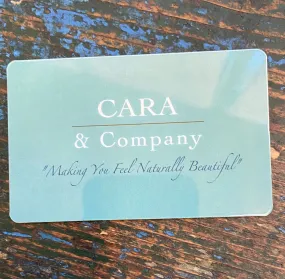 CARA
& Company
"Making You Feel Naturally Beautiful"